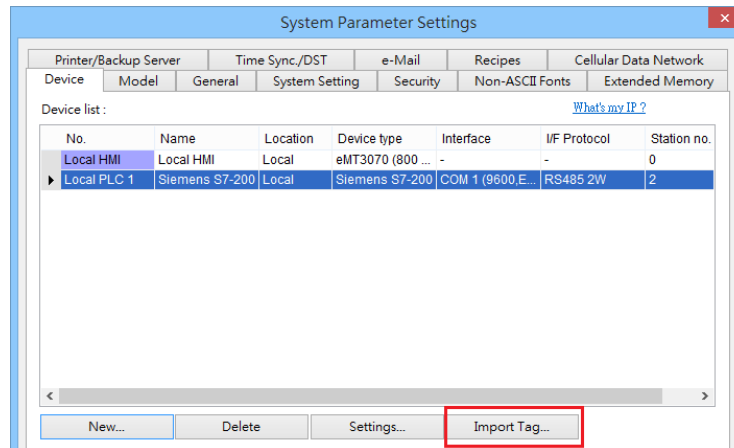 System Parameter Settings
Printer/Backup Server Time Sync./DST e-Mail Recipes Cellular Data Network
Device Model General System Setting Security Non-ASCII Fonts Extended Memory
Device list : What's my IP ?
No. Name Location Device type Interface I/F Protocol Station no.
Local HMI Local HMI Local eMT3070 (800 ... - - 0
Local PLC 1 Siemens S7-200 Local Siemens S7-200 COM 1 (9600,E... RS485 2W 2
New... Delete Settings... Import Tag...